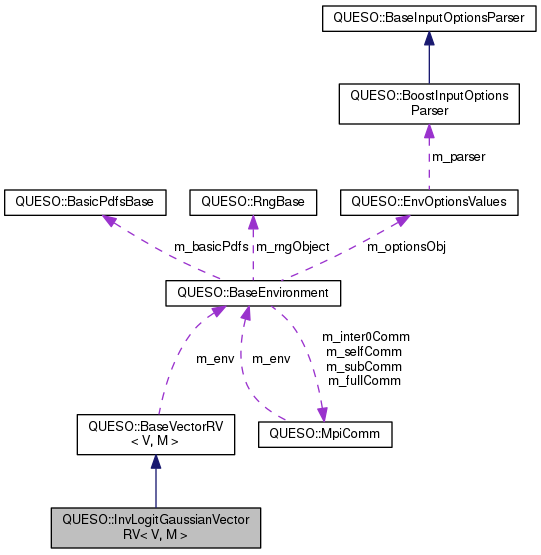 QUESO::BaseInputOptionsParser
QUESO::BoostInputOptions
Parser
m_parser
QUESO::BasicPdfsBase
QUESO::RngBase
QUESO::EnvOptionsValues
m_basicPdfs
m_rngObject
m_optionsObj
QUESO::BaseEnvironment
m_env
m_env
m_inter0Comm
m_selfComm
m_subComm
m_fullComm
QUESO::BaseVectorRV
< V, M >
QUESO::MpiComm
QUESO::InvLogitGaussianVector
RV< V, M >